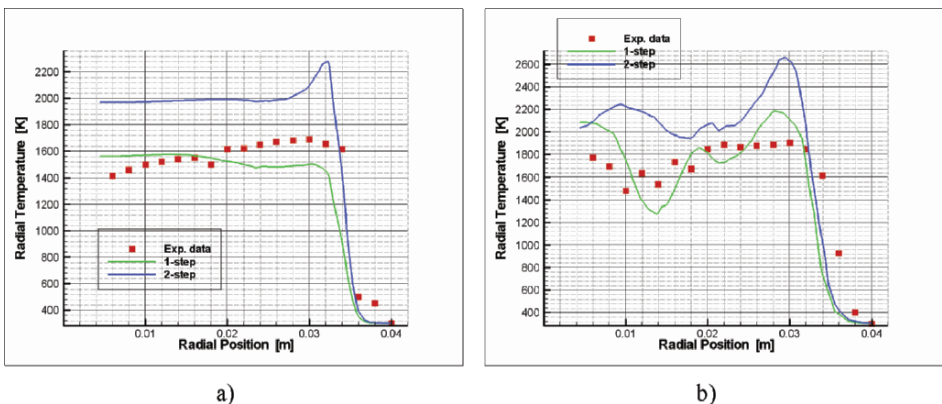 2200
2000
1800
1600
1400
1200
1000
800
600
400
Radial Temperature [K]
Exp. data
1-step
2-step
0.01 0.02 0.03 0.04
Radial Position [m]
a)
Exp. data
1-step
2-step
2600
2400
2200
2000
1800
1600
1400
1200
1000
800
600
400
Radial Temperature [K]
0.01 0.02 0.03 0.04
Radial Position [m]
b)